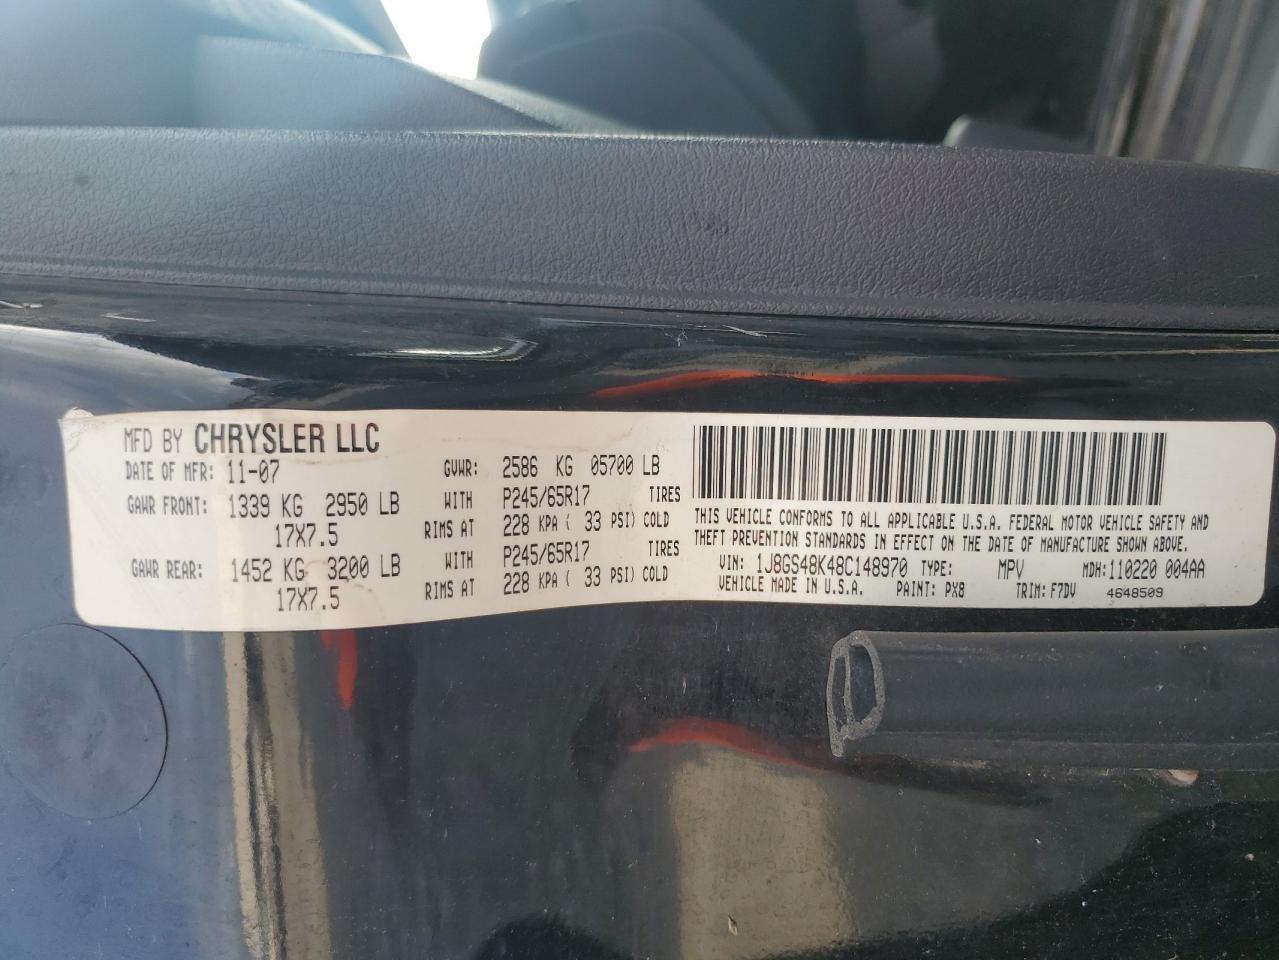 MFD BY CHRYSLER LLC
DATE OF MFR: 11-07 GVWR: 2586 KG 05700 LB
GAWR FRONT: 1339 KG 2950 LB WITH P245/65R17 TIRES
17X7.5 RIMS AT 228 KPA ( 33 PSI) COLD
GAWR REAR: 1452 KG 3200 LB WITH P245/65R17 TIRES
17X7.5 RIMS AT 228 KPA ( 33 PSI) COLD
THIS VEHICLE CONFORMS TO ALL APPLICABLE U.S.A. FEDERAL MOTOR VEHICLE SAFETY AND
THEFT PREVENTION STANDARDS IN EFFECT ON THE DATE OF MANUFACTURE SHOWN ABOVE.
VIN: 1J8GS48K48C148970 TYPE: MPV MDH: 110220 004AA
VEHICLE MADE IN U.S.A. PAINT: PX8 TRIM: F7DV 4648509